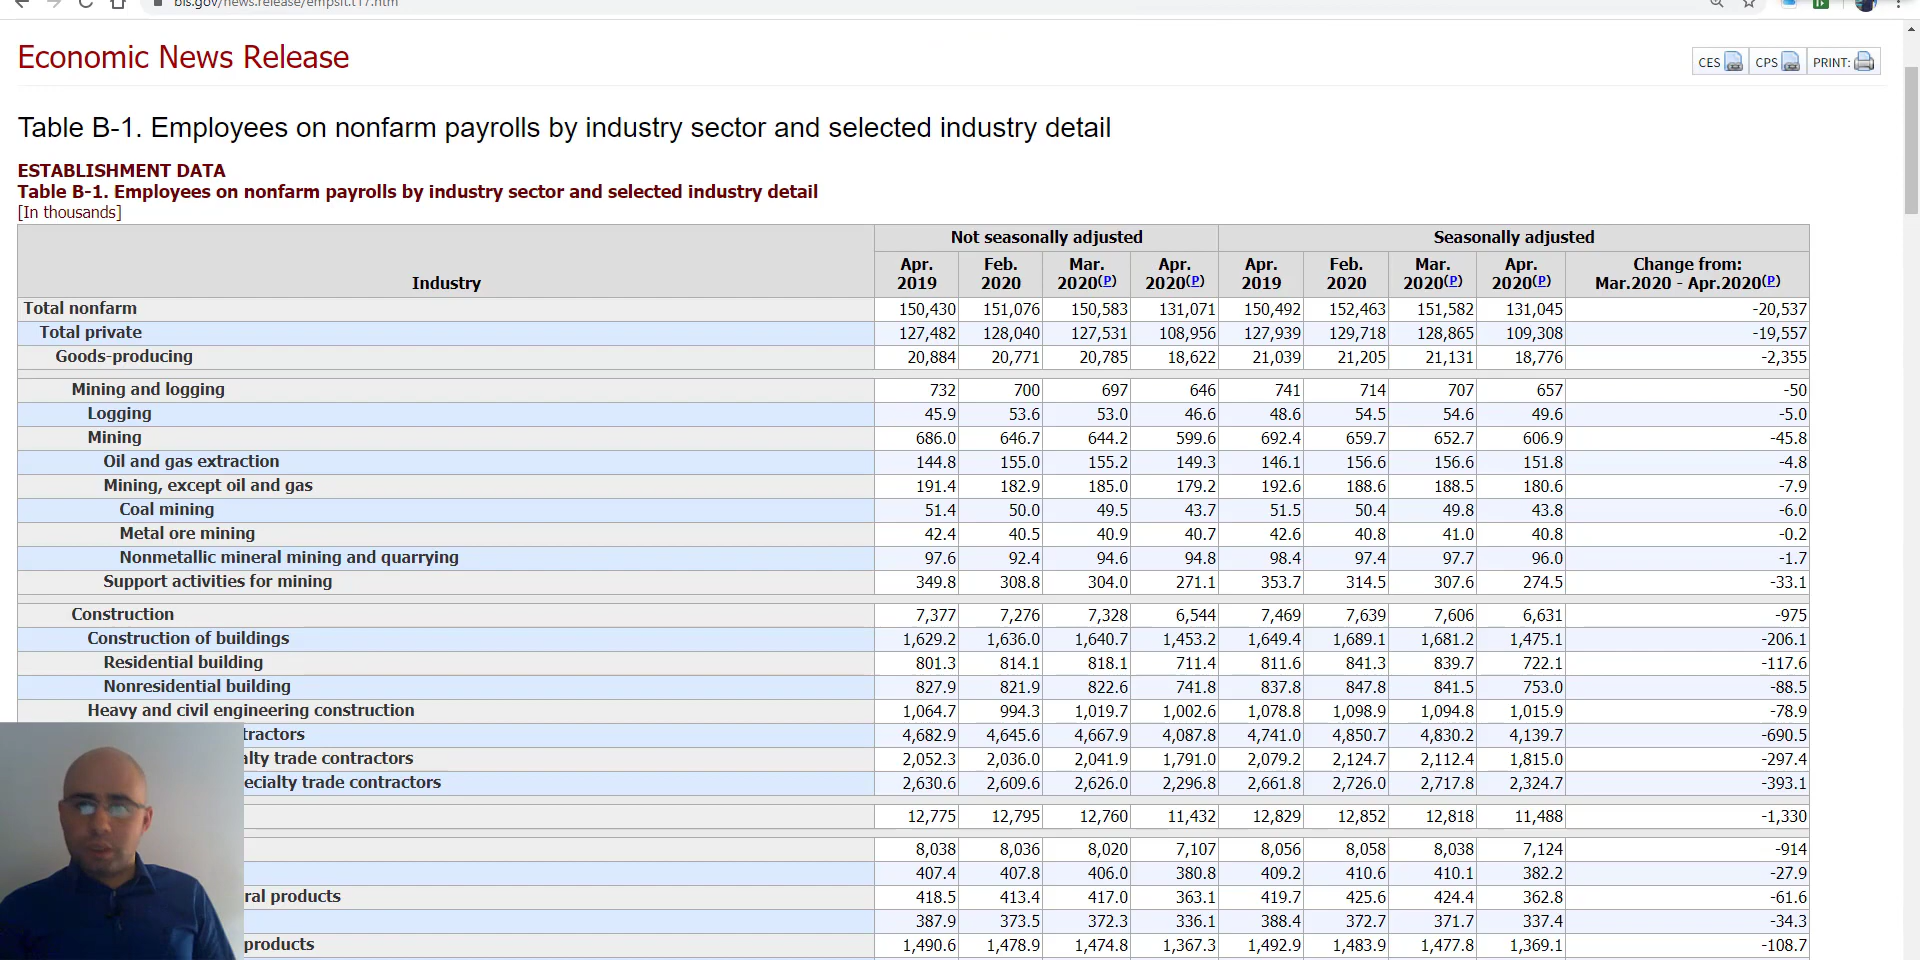 bls.gov/news.release/empsit.t17.htm
Economic News Release
CES CPS PRINT:
Table B-1. Employees on nonfarm payrolls by industry sector and selected industry detail
ESTABLISHMENT DATA
Table B-1. Employees on nonfarm payrolls by industry sector and selected industry detail
[In thousands]
Industry Not seasonally adjusted Seasonally adjusted
Apr. 2019 Feb. 2020 Mar. 2020(P) Apr. 2020(P) Apr. 2019 Feb. 2020 Mar. 2020(P) Apr. 2020(P) Change from: Mar.2020 - Apr.2020(P)
Total nonfarm 150,430 151,076 150,583 131,071 150,492 152,463 151,582 131,045 -20,537
Total private 127,482 128,040 127,531 108,956 127,939 129,718 128,865 109,308 -19,557
Goods-producing 20,884 20,771 20,785 18,622 21,039 21,205 21,131 18,776 -2,355
Mining and logging 732 700 697 646 741 714 707 657 -50
Logging 45.9 53.6 53.0 46.6 48.6 54.5 54.6 49.6 -5.0
Mining 686.0 646.7 644.2 599.6 692.4 659.7 652.7 606.9 -45.8
Oil and gas extraction 144.8 155.0 155.2 149.3 146.1 156.6 156.6 151.8 -4.8
Mining, except oil and gas 191.4 182.9 185.0 179.2 192.6 188.6 188.5 180.6 -7.9
Coal mining 51.4 50.0 49.5 43.7 51.5 50.4 49.8 43.8 -6.0
Metal ore mining 42.4 40.5 40.9 40.7 42.6 40.8 41.0 40.8 -0.2
Nonmetallic mineral mining and quarrying 97.6 92.4 94.6 94.8 98.4 97.4 97.7 96.0 -1.7
Support activities for mining 349.8 308.8 304.0 271.1 353.7 314.5 307.6 274.5 -33.1
Construction 7,377 7,276 7,328 6,544 7,469 7,639 7,606 6,631 -975
Construction of buildings 1,629.2 1,636.0 1,640.7 1,453.2 1,649.4 1,689.1 1,681.2 1,475.1 -206.1
Residential building 801.3 814.1 818.1 711.4 811.6 841.3 839.7 722.1 -117.6
Nonresidential building 827.9 821.9 822.6 741.8 837.8 847.8 841.5 753.0 -88.5
Heavy and civil engineering construction 1,064.7 994.3 1,019.7 1,002.6 1,078.8 1,098.9 1,094.8 1,015.9 -78.9
tractors 4,682.9 4,645.6 4,667.9 4,087.8 4,741.0 4,850.7 4,830.2 4,139.7 -690.5
alty trade contractors 2,052.3 2,036.0 2,041.9 1,791.0 2,079.2 2,124.7 2,112.4 1,815.0 -297.4
ecialty trade contractors 2,630.6 2,609.6 2,626.0 2,296.8 2,661.8 2,726.0 2,717.8 2,324.7 -393.1
12,775 12,795 12,760 11,432 12,829 12,852 12,818 11,488 -1,330
8,038 8,036 8,020 7,107 8,056 8,058 8,038 7,124 -914
407.4 407.8 406.0 380.8 409.2 410.6 410.1 382.2 -27.9
ral products 418.5 413.4 417.0 363.1 419.7 425.6 424.4 362.8 -61.6
387.9 373.5 372.3 336.1 388.4 372.7 371.7 337.4 -34.3
products 1,490.6 1,478.9 1,474.8 1,367.3 1,492.9 1,483.9 1,477.8 1,369.1 -108.7